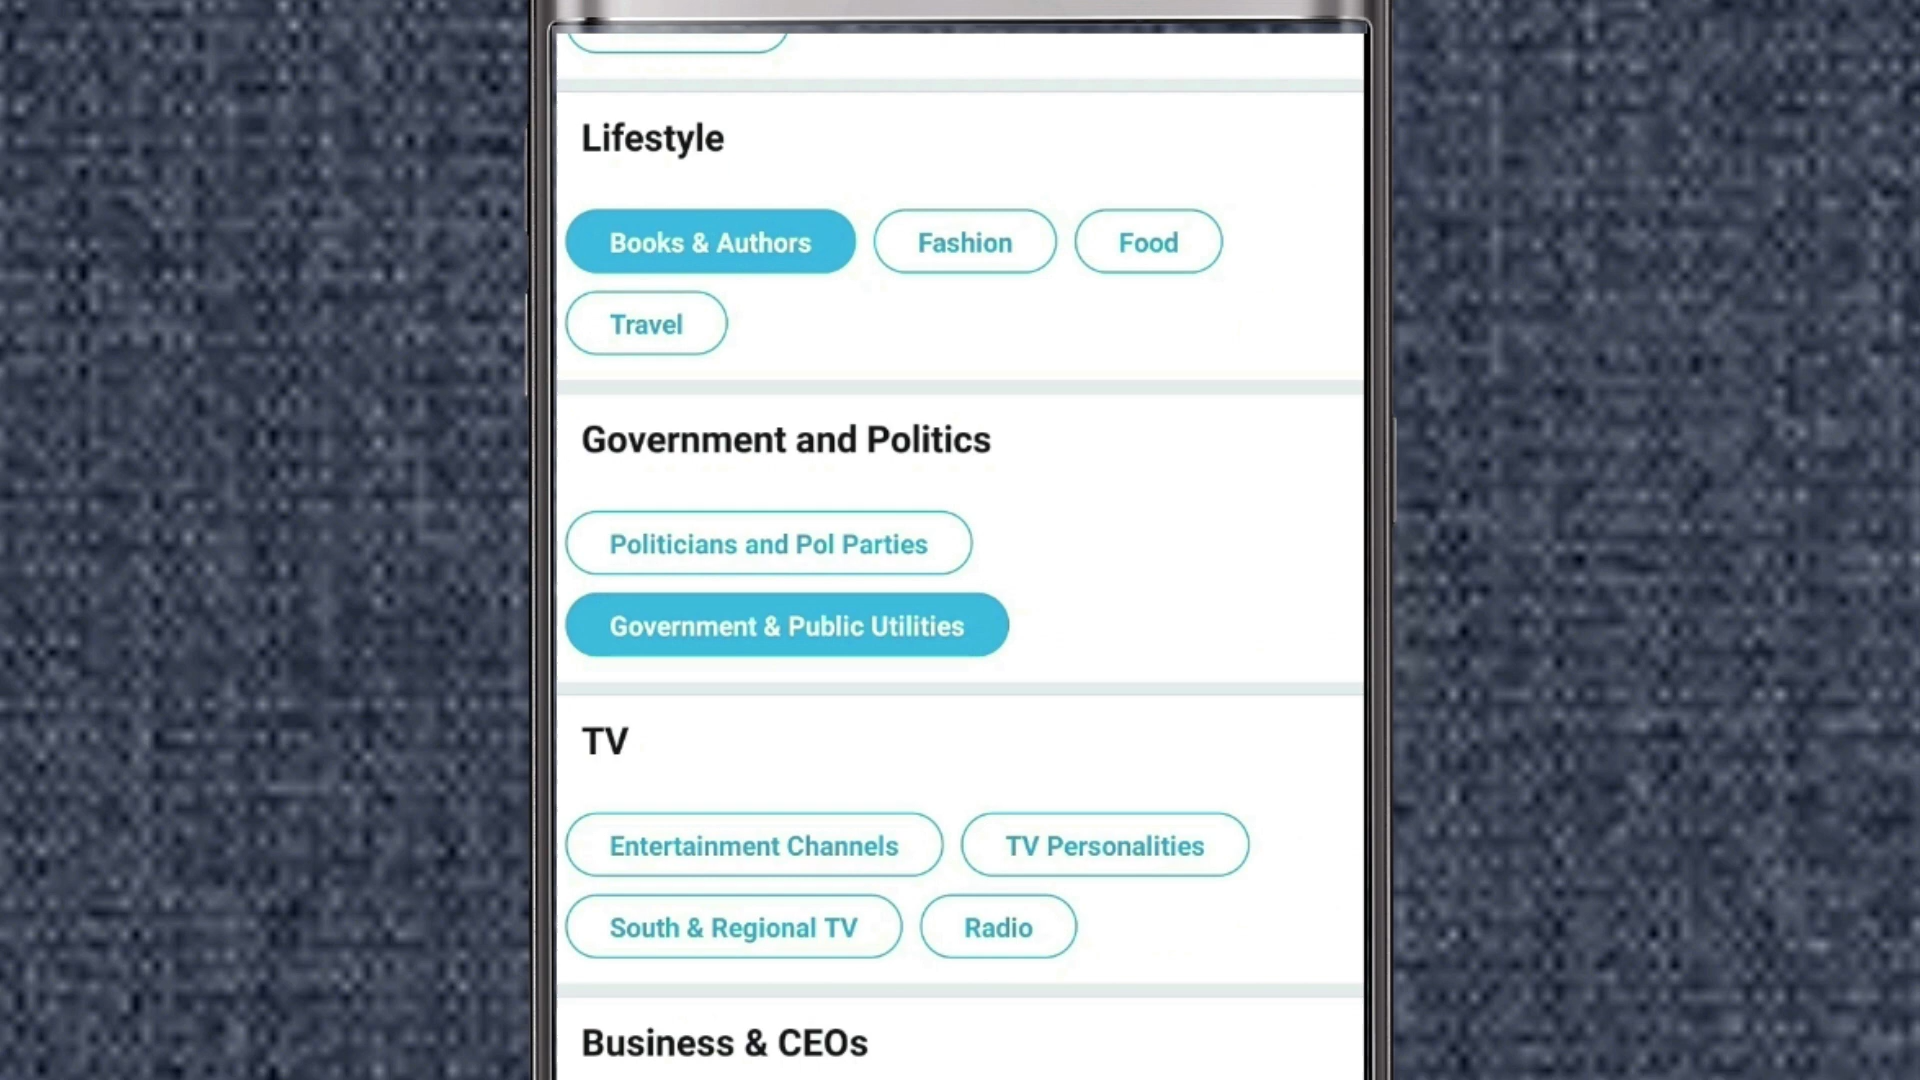 Lifestyle
Books & Authors Fashion Food
Travel
Government and Politics
Politicians and Pol Parties
Government & Public Utilities
TV
Entertainment Channels TV Personalities
South & Regional TV Radio
Business & CEOs